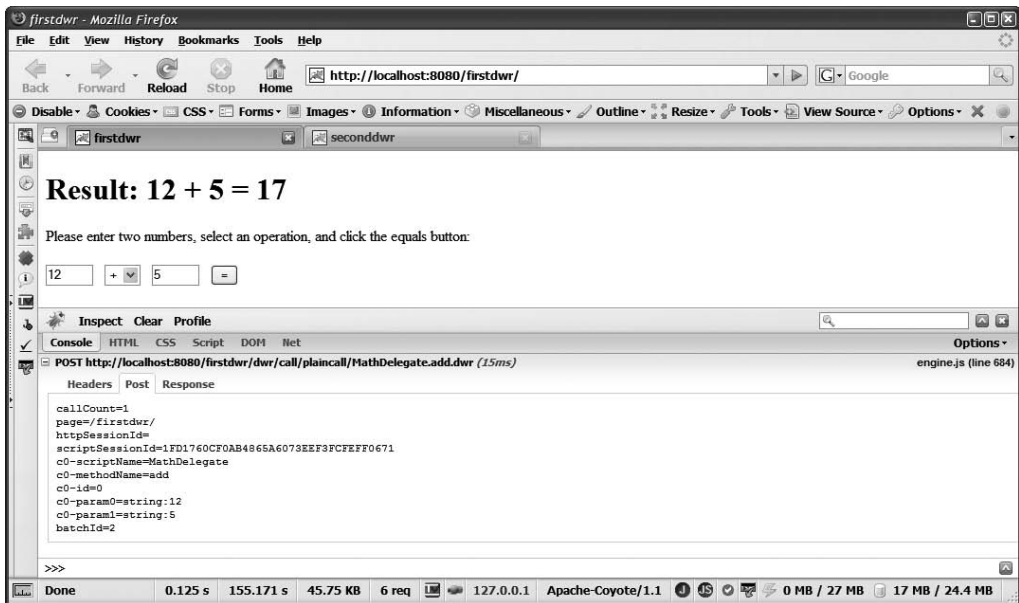 firstdwr - Mozilla Firefox
File Edit View History Bookmarks Tools Help
Back Forward Reload Stop Home http://localhost:8080/firstdwr/ G Google
Disable Cookies CSS Forms Images Information Miscellaneous Outline Resize Tools View Source Options
firstdwr seconddwr
Result: 12 + 5 = 17
Please enter two numbers, select an operation, and click the equals button:
12 + 5 =
Inspect Clear Profile
Console HTML CSS Script DOM Net Options
POST http://localhost:8080/firstdwr/dwr/call/plaincall/MathDelegate.add.dwr (15ms) engine.js (line 684)
Headers Post Response
callCount=1
page=/firstdwr/
httpSessionId=
scriptSessionId=1FD1760CF0AB4865A6073EEF3FCFEFF0671
c0-scriptName=MathDelegate
c0-methodName=add
c0-id=0
c0-param0=string:12
c0-param1=string:5
batchId=2
>>>
Done 0.125 s 155.171 s 45.75 KB 6 req 127.0.0.1 Apache-Coyote/1.1 0 MB / 27 MB 17 MB / 24.4 MB